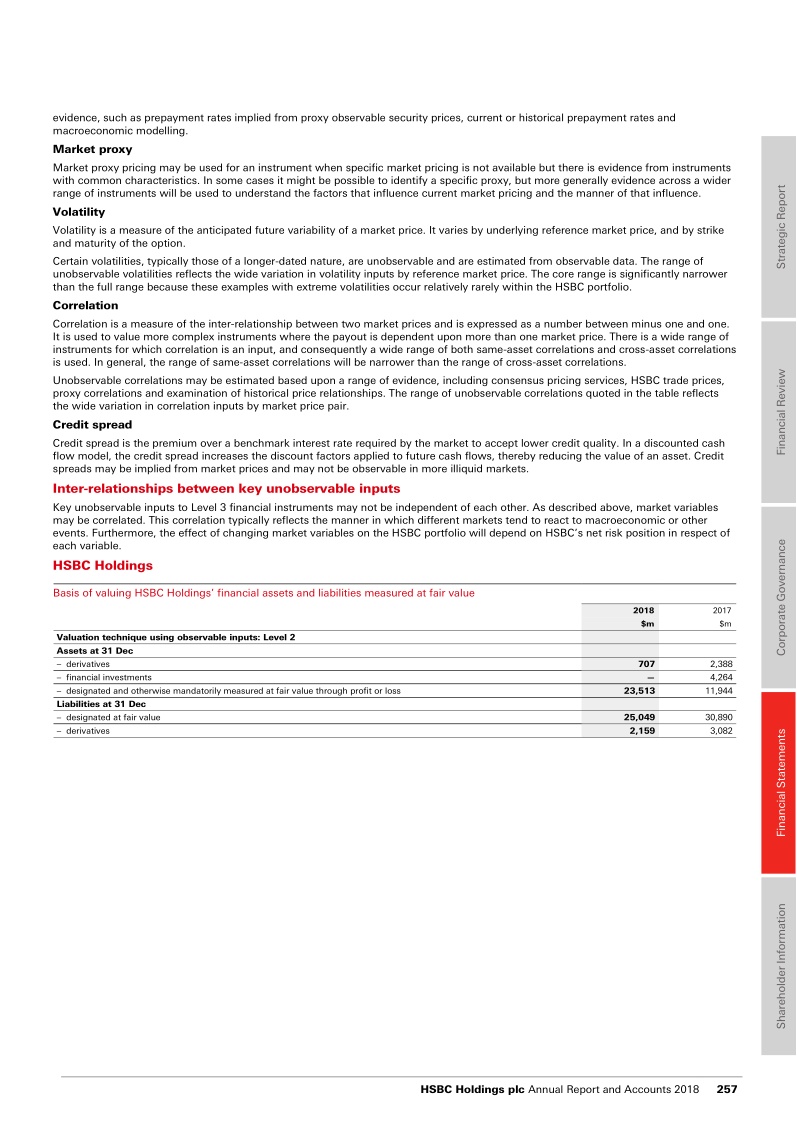 evidence, such as prepayment rates implied from proxy observable security prices, current or historical prepayment rates and
macroeconomic modelling.
Market proxy
Market proxy pricing may be used for an instrument when specific market pricing is not available but there is evidence from instruments
with common characteristics. In some cases it might be possible to identify a specific proxy, but more generally evidence across a wider
range of instruments will be used to understand the factors that influence current market pricing and the manner of that influence.
Volatility
Volatility is a measure of the anticipated future variability of a market price. It varies by underlying reference market price, and by strike
and maturity of the option.
Certain volatilities, typically those of a longer-dated nature, are unobservable and are estimated from observable data. The range of
unobservable volatilities reflects the wide variation in volatility inputs by reference market price. The core range is significantly narrower
than the full range because these examples with extreme volatilities occur relatively rarely within the HSBC portfolio.
Correlation
Correlation is a measure of the inter-relationship between two market prices and is expressed as a number between minus one and one.
It is used to value more complex instruments where the payout is dependent upon more than one market price. There is a wide range of
instruments for which correlation is an input, and consequently a wide range of both same-asset correlations and cross-asset correlations
is used. In general, the range of same-asset correlations will be narrower than the range of cross-asset correlations.
Unobservable correlations may be estimated based upon a range of evidence, including consensus pricing services, HSBC trade prices,
proxy correlations and examination of historical price relationships. The range of unobservable correlations quoted in the table reflects
the wide variation in correlation inputs by market price pair.
Credit spread
Credit spread is the premium over a benchmark interest rate required by the market to accept lower credit quality. In a discounted cash
flow model, the credit spread increases the discount factors applied to future cash flows, thereby reducing the value of an asset. Credit
spreads may be implied from market prices and may not be observable in more illiquid markets.
Inter-relationships between key unobservable inputs
Key unobservable inputs to Level 3 financial instruments may not be independent of each other. As described above, market variables
may be correlated. This correlation typically reflects the manner in which different markets tend to react to macroeconomic or other
events. Furthermore, the effect of changing market variables on the HSBC portfolio will depend on HSBC's net risk position in respect of
each variable.
HSBC Holdings
Basis of valuing HSBC Holdings' financial assets and liabilities measured at fair value
2018 2017
$m $m
Valuation technique using observable inputs: Level 2
Assets at 31 Dec
– derivatives 707 2,388
– financial investments — 4,264
– designated and otherwise mandatorily measured at fair value through profit or loss 23,513 11,944
Liabilities at 31 Dec
– designated at fair value 25,049 30,890
– derivatives 2,159 3,082
Strategic Report
Financial Review
Corporate Governance
Financial Statements
Shareholder Information
HSBC Holdings plc Annual Report and Accounts 2018 257